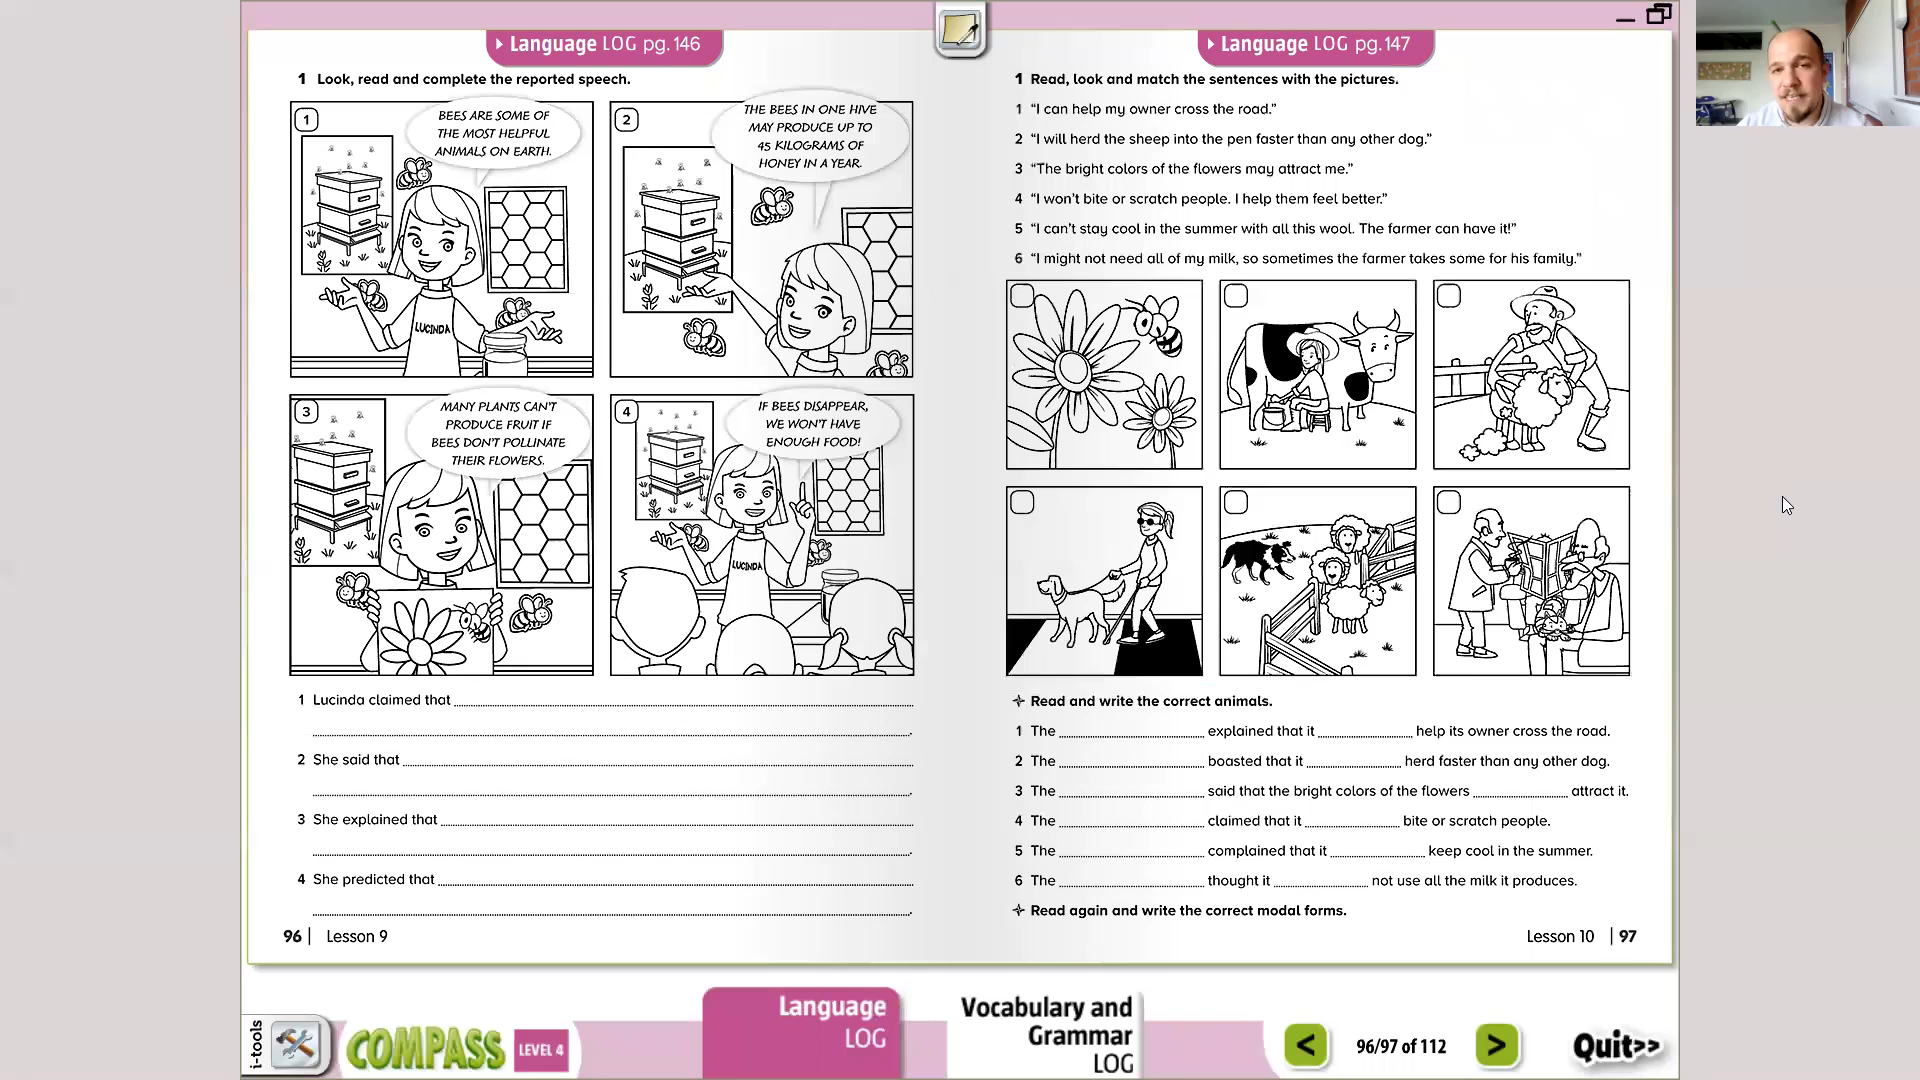 Language LOG pg. 146
1 Look, read and complete the reported speech.
1
BEES ARE SOME OF
THE MOST HELPFUL
ANIMALS ON EARTH.
LUCINDA
2
THE BEES IN ONE HIVE
MAY PRODUCE UP TO
45 KILOGRAMS OF
HONEY IN A YEAR.
3
MANY PLANTS CAN'T
PRODUCE FRUIT IF
BEES DON'T POLLINATE
THEIR FLOWERS.
4
IF BEES DISAPPEAR,
WE WON'T HAVE
ENOUGH FOOD!
LUCINDA
1 Lucinda claimed that
.
2 She said that
.
3 She explained that
.
4 She predicted that
.
96 | Lesson 9
Language LOG pg. 147
1 Read, look and match the sentences with the pictures.
1 “I can help my owner cross the road.”
2 “I will herd the sheep into the pen faster than any other dog.”
3 “The bright colors of the flowers may attract me.”
4 “I won't bite or scratch people. I help them feel better.”
5 “I can't stay cool in the summer with all this wool. The farmer can have it!”
6 “I might not need all of my milk, so sometimes the farmer takes some for his family.”
Read and write the correct animals.
1 The explained that it help its owner cross the road.
2 The boasted that it herd faster than any other dog.
3 The said that the bright colors of the flowers attract it.
4 The claimed that it bite or scratch people.
5 The complained that it keep cool in the summer.
6 The thought it not use all the milk it produces.
Read again and write the correct modal forms.
Lesson 10 | 97
i-tools
COMPASS LEVEL 4
Language
LOG
Vocabulary and
Grammar
LOG
< 96/97 of 112 > Quit>>